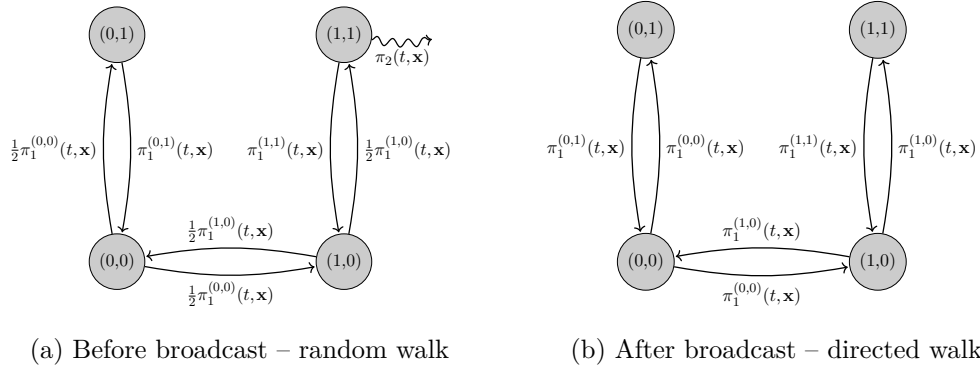 (0,1)
(1,1)
π₂(t, x)
½π₁^(0,0)(t, x)
π₁^(0,1)(t, x)
π₁^(1,1)(t, x)
½π₁^(1,0)(t, x)
½π₁^(1,0)(t, x)
(0,0)
(1,0)
½π₁^(0,0)(t, x)
(a) Before broadcast – random walk
(0,1)
(1,1)
π₁^(0,1)(t, x)
π₁^(0,0)(t, x)
π₁^(1,1)(t, x)
π₁^(1,0)(t, x)
π₁^(1,0)(t, x)
(0,0)
(1,0)
π₁^(0,0)(t, x)
(b) After broadcast – directed walk